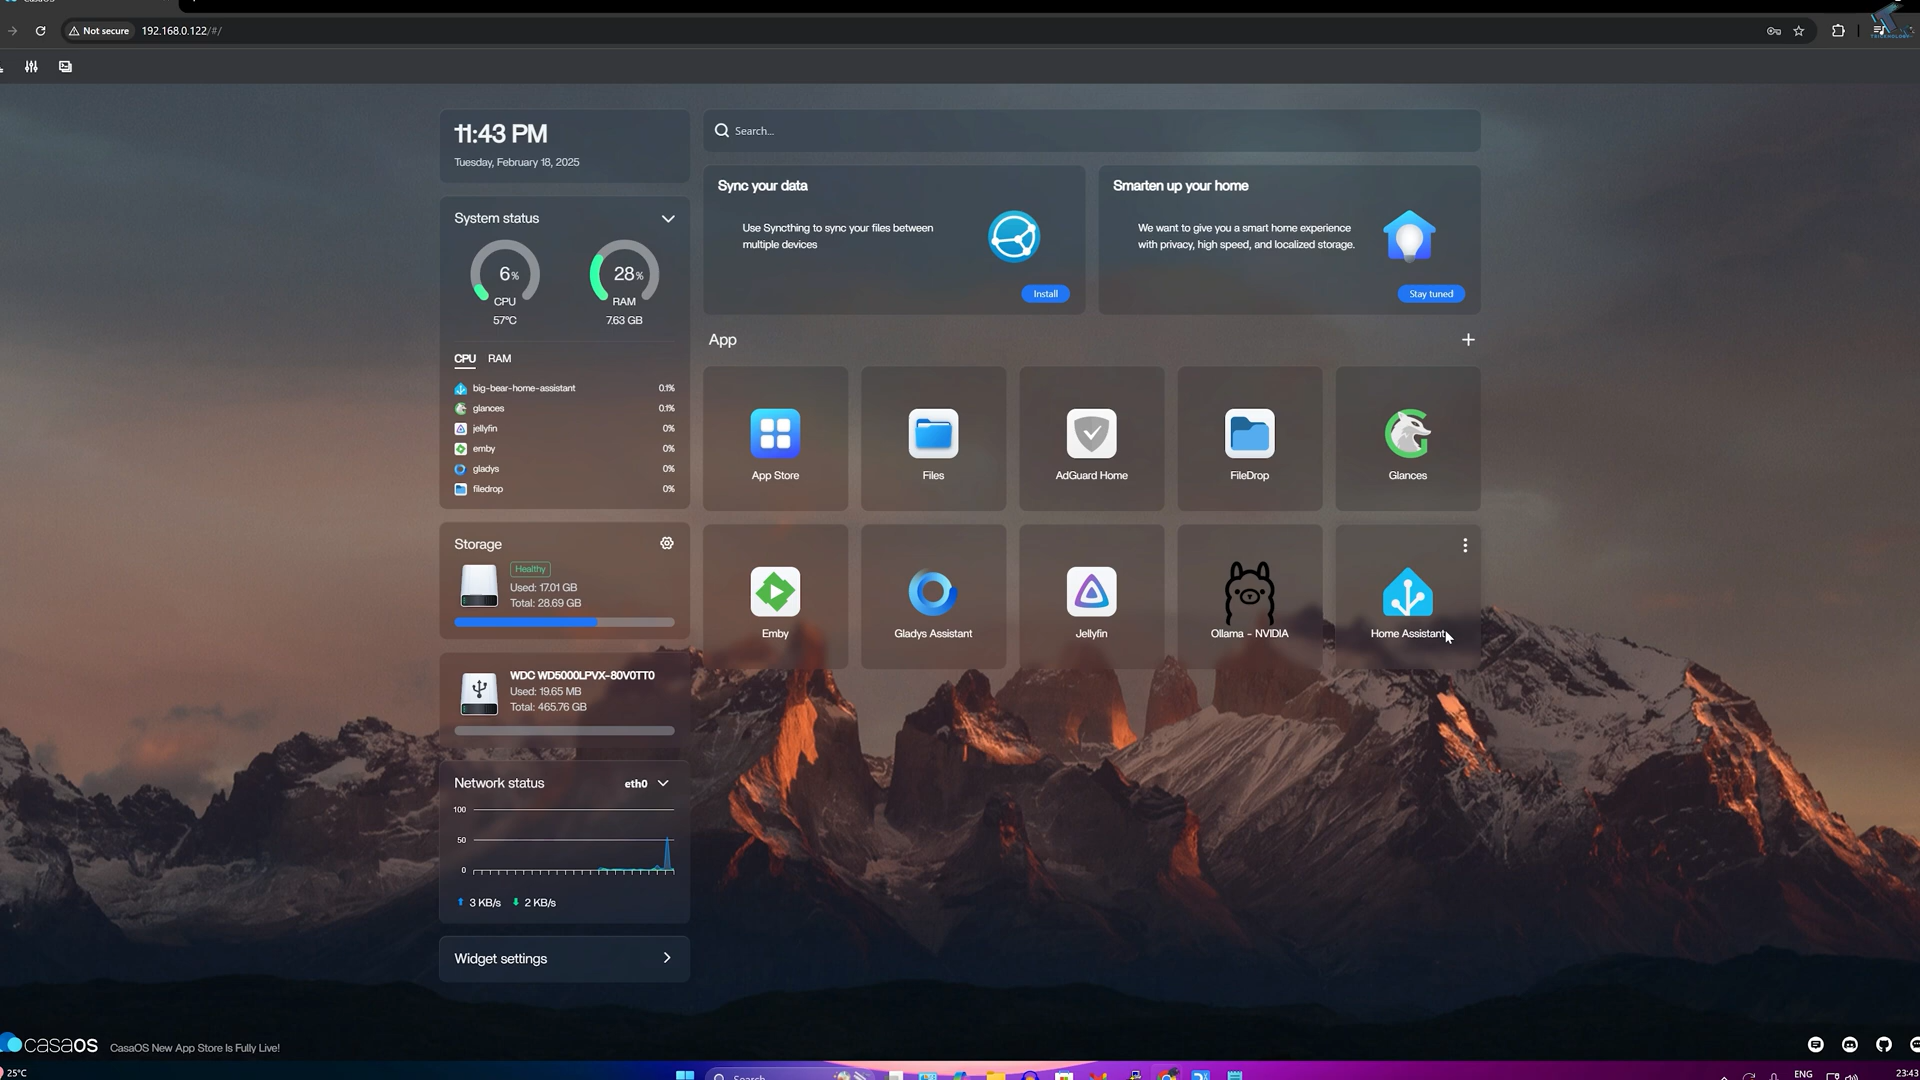 CasaOS
Not secure
192.168.0.122/#/
TRICKNOLOGY
11:43 PM
Tuesday, February 18, 2025
System status
6%
CPU
57°C
28%
RAM
7.63 GB
CPU RAM
big-bear-home-assistant 0.1%
glances 0.1%
jellyfin 0%
emby 0%
gladys 0%
filedrop 0%
Storage
Healthy
Used: 17.01 GB
Total: 28.69 GB
WDC WD5000LPVX-80V0TT0
Used: 19.65 MB
Total: 465.76 GB
Network status eth0
100
50
0
3 KB/s 2 KB/s
Widget settings
Search...
Sync your data
Use Syncthing to sync your files between
multiple devices
Install
Smarten up your home
We want to give you a smart home experience
with privacy, high speed, and localized storage.
Stay tuned
App
App Store
Files
AdGuard Home
FileDrop
Glances
Emby
Gladys Assistant
Jellyfin
Ollama - NVIDIA
Home Assistant
casaOS
CasaOS New App Store Is Fully Live!
25°C
Search
ENG
23:43